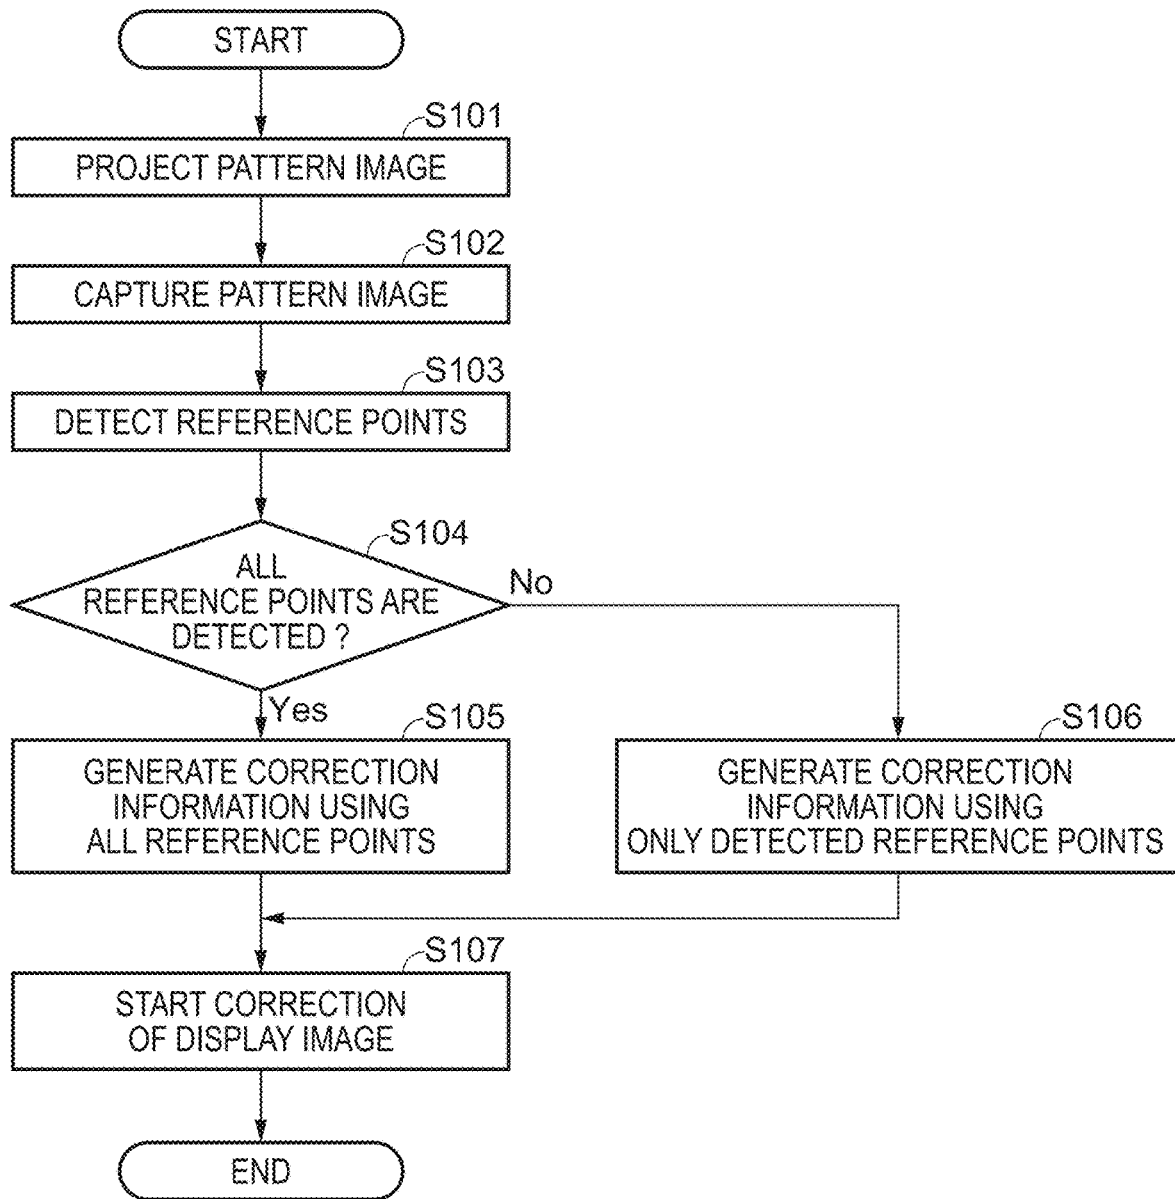 START
S101
PROJECT PATTERN IMAGE
S102
CAPTURE PATTERN IMAGE
S103
DETECT REFERENCE POINTS
S104
ALL
REFERENCE POINTS ARE
DETECTED ?
No
Yes
S105
GENERATE CORRECTION
INFORMATION USING
ALL REFERENCE POINTS
S106
GENERATE CORRECTION
INFORMATION USING
ONLY DETECTED REFERENCE POINTS
S107
START CORRECTION
OF DISPLAY IMAGE
END